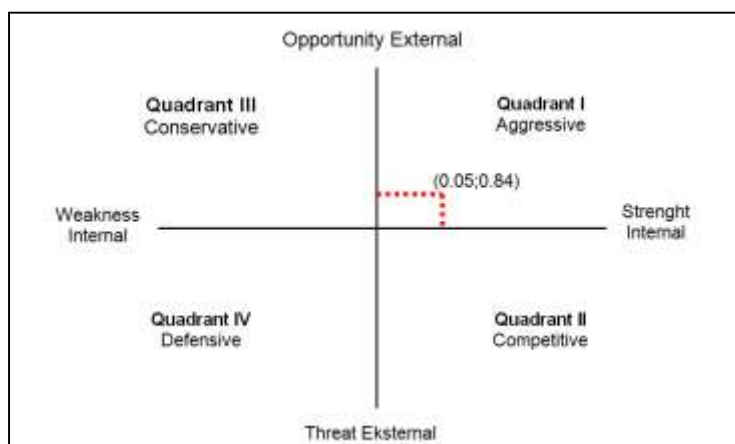 Opportunity External
Quadrant III
Conservative
Quadrant I
Aggressive
(0.05;0.84)
Weakness
Internal
Strenght
Internal
Quadrant IV
Defensive
Quadrant II
Competitive
Threat Eksternal